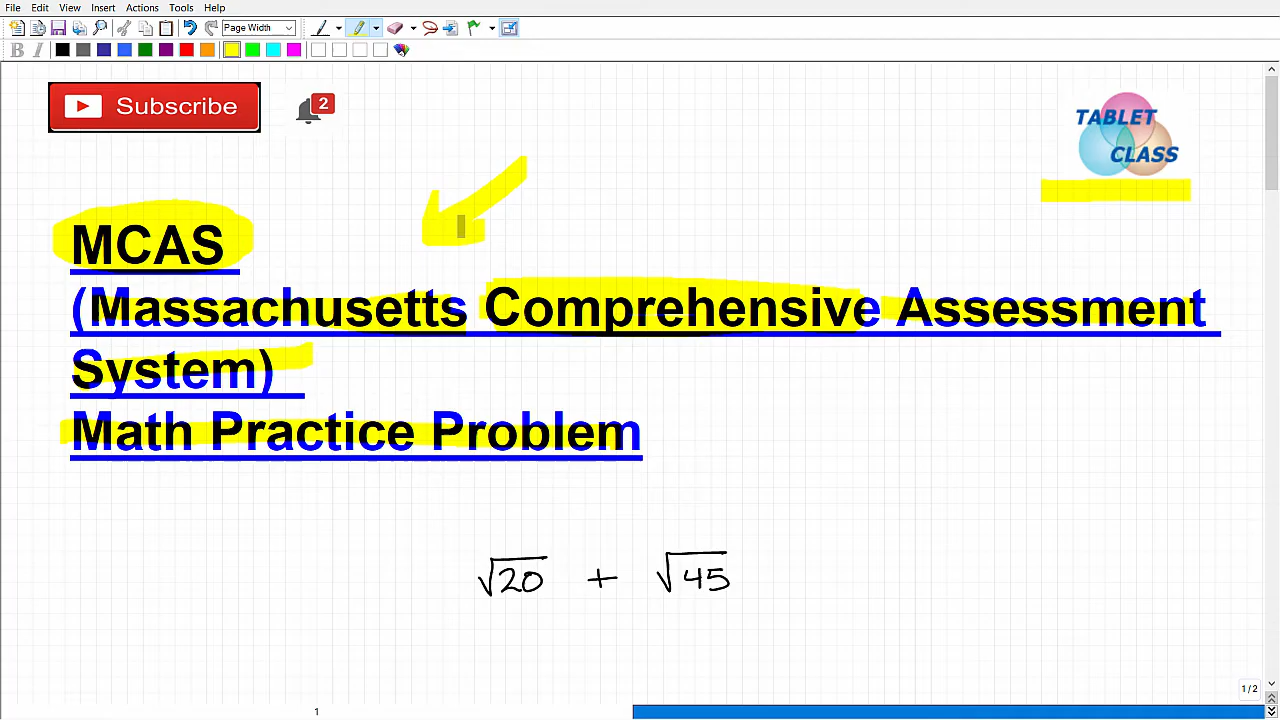 File Edit View Insert Actions Tools Help
Page Width
B I
Subscribe
2
TABLET
CLASS
MCAS
(Massachusetts Comprehensive Assessment
System)
Math Practice Problem
√20 + √45
1/2
1